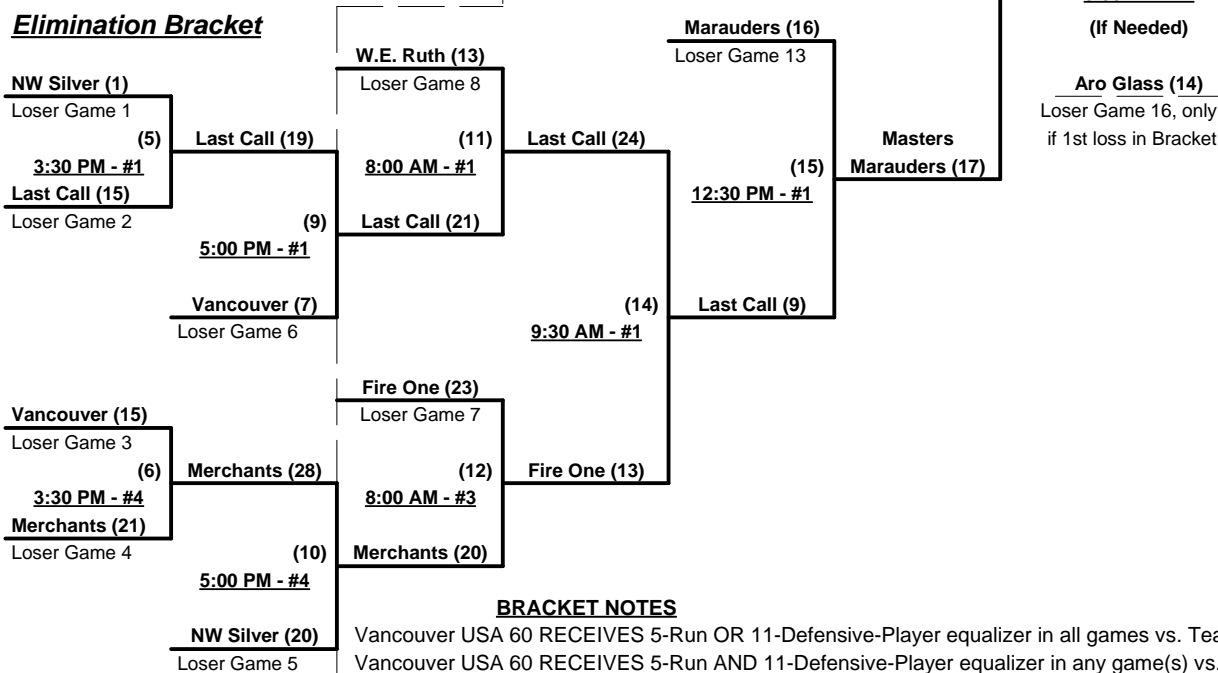 Elimination Bracket
Marauders (16)
Loser Game 13
(If Needed)
W.E. Ruth (13)
Loser Game 8
NW Silver (1)
Loser Game 1
Aro Glass (14)
Loser Game 16, only
if 1st loss in Bracket
(5)
3:30 PM - #1
Last Call (19)
(11)
8:00 AM - #1
Last Call (24)
Masters
Marauders (17)
(15)
12:30 PM - #1
Last Call (15)
Loser Game 2
(9)
5:00 PM - #1
Last Call (21)
Vancouver (7)
Loser Game 6
(14)
9:30 AM - #1
Last Call (9)
Fire One (23)
Loser Game 7
Vancouver (15)
Loser Game 3
(6)
3:30 PM - #4
Merchants (28)
(12)
8:00 AM - #3
Fire One (13)
Merchants (21)
Loser Game 4
(10)
5:00 PM - #4
Merchants (20)
BRACKET NOTES
NW Silver (20)
Loser Game 5
Vancouver USA 60 RECEIVES 5-Run OR 11-Defensive-Player equalizer in all games vs.
Vancouver USA 60 RECEIVES 5-Run AND 11-Defensive-Player equalizer in any game(s) vs.